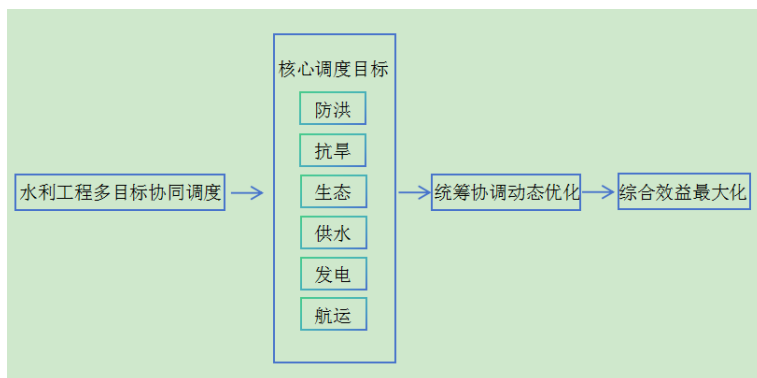 水利工程多目标协同调度
核心调度目标
防洪
抗旱
生态
供水
发电
航运
统筹协调动态优化
综合效益最大化